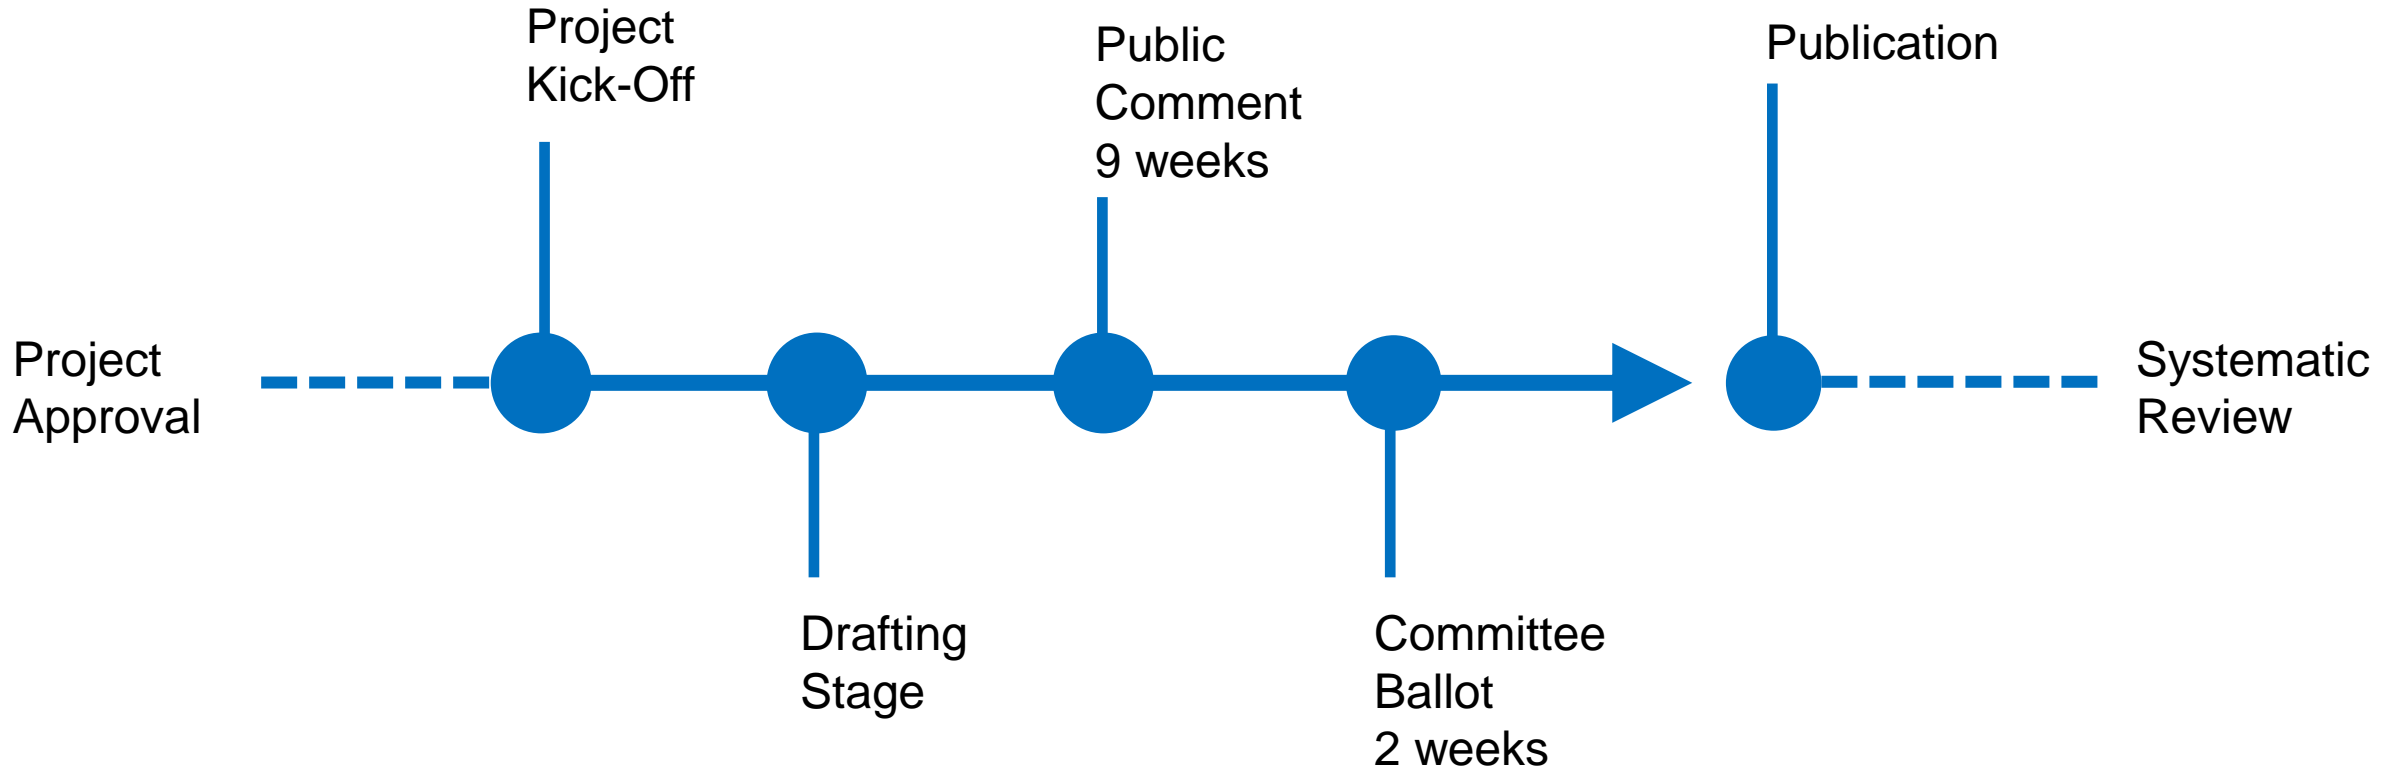 Project
Approval
Project
Kick-Off
Drafting
Stage
Public
Comment
9 weeks
Committee
Ballot
2 weeks
Publication
Systematic
Review